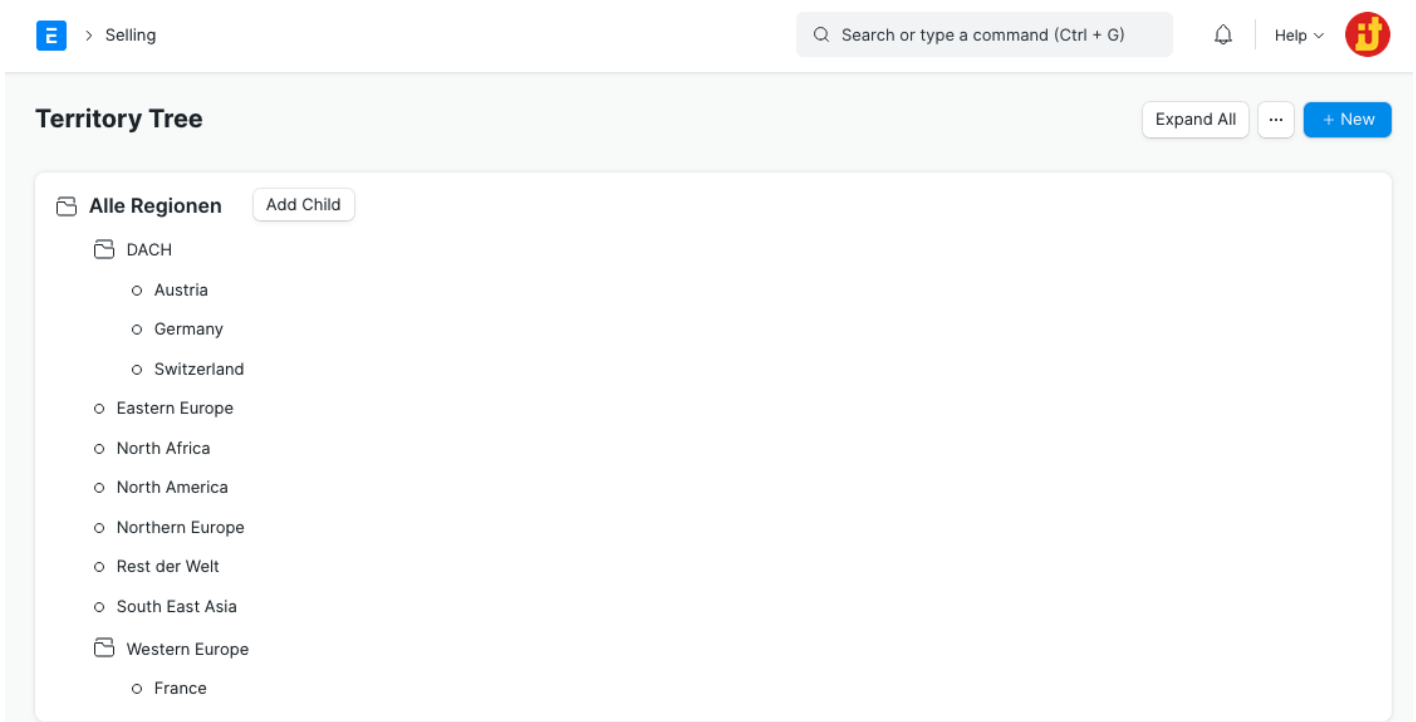 E > Selling Search or type a command (Ctrl + G) Help it
Territory Tree Expand All ... + New
Alle Regionen Add Child
DACH
Austria
Germany
Switzerland
Eastern Europe
North Africa
North America
Northern Europe
Rest der Welt
South East Asia
Western Europe
France